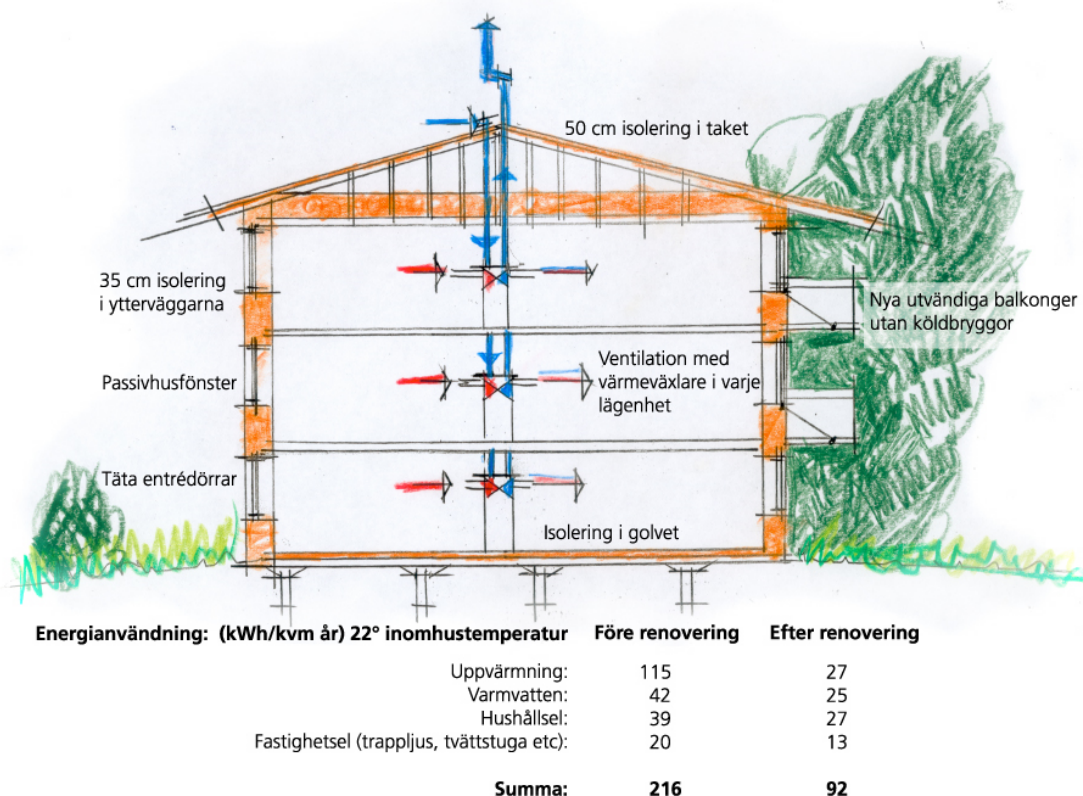 50 cm isolering i taket
35 cm isolering
i ytterväggarna
Nya utvändiga balkonger
utan köldbryggor
Passivhusfönster
Ventilation med
värmeväxlare i varje
lägenhet
Täta entrédörrar
Isolering i golvet
Energianvändning: (kWh/kvm år) 22° inomhustemperatur Före renovering Efter renovering
Uppvärmning: 115 27
Varmvatten: 42 25
Hushållsel: 39 27
Fastighetsel (trappljus, tvättstuga etc): 20 13
Summa: 216 92